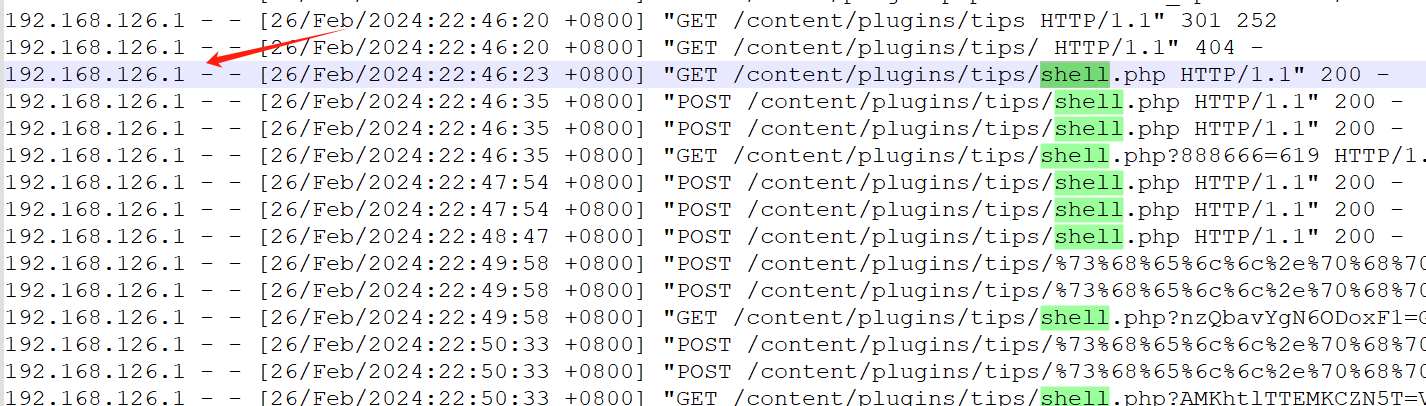 192.168.126.1 - - [26/Feb/2024:22:46:20 +0800] "GET /content/plugins/tips HTTP/1.1" 301 252
192.168.126.1 - - [26/Feb/2024:22:46:20 +0800] "GET /content/plugins/tips/ HTTP/1.1" 404 -
192.168.126.1 - - [26/Feb/2024:22:46:23 +0800] "GET /content/plugins/tips/shell.php HTTP/1.1" 200 -
192.168.126.1 - - [26/Feb/2024:22:46:35 +0800] "POST /content/plugins/tips/shell.php HTTP/1.1" 200 -
192.168.126.1 - - [26/Feb/2024:22:46:35 +0800] "POST /content/plugins/tips/shell.php HTTP/1.1" 200 -
192.168.126.1 - - [26/Feb/2024:22:46:35 +0800] "GET /content/plugins/tips/shell.php?888666=619 HTTP/1.
192.168.126.1 - - [26/Feb/2024:22:47:54 +0800] "POST /content/plugins/tips/shell.php HTTP/1.1" 200 -
192.168.126.1 - - [26/Feb/2024:22:47:54 +0800] "POST /content/plugins/tips/shell.php HTTP/1.1" 200 -
192.168.126.1 - - [26/Feb/2024:22:48:47 +0800] "POST /content/plugins/tips/shell.php HTTP/1.1" 200 -
192.168.126.1 - - [26/Feb/2024:22:49:58 +0800] "POST /content/plugins/tips/%73%68%65%6c%6c%2e%70%68%70
192.168.126.1 - - [26/Feb/2024:22:49:58 +0800] "POST /content/plugins/tips/%73%68%65%6c%6c%2e%70%68%70
192.168.126.1 - - [26/Feb/2024:22:49:58 +0800] "GET /content/plugins/tips/shell.php?nzQbavYgN6ODoxF1=
192.168.126.1 - - [26/Feb/2024:22:50:33 +0800] "POST /content/plugins/tips/%73%68%65%6c%6c%2e%70%68%70
192.168.126.1 - - [26/Feb/2024:22:50:33 +0800] "POST /content/plugins/tips/%73%68%65%6c%6c%2e%70%68%70
192.168.126.1 - - [26/Feb/2024:22:50:33 +0800] "GET /content/plugins/tips/shell.php?AMKhtlTTEMKCZN5T=